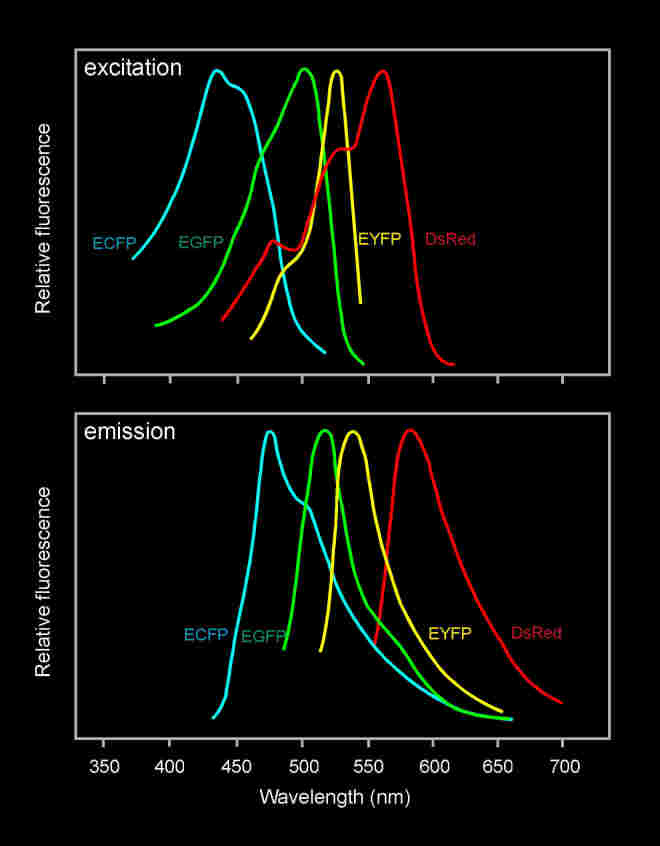 excitation
Relative fluorescence
ECFP
EGFP
EYFP
DsRed
emission
Relative fluorescence
ECFP
EGFP
EYFP
DsRed
350 400 450 500 550 600 650 700
Wavelength (nm)